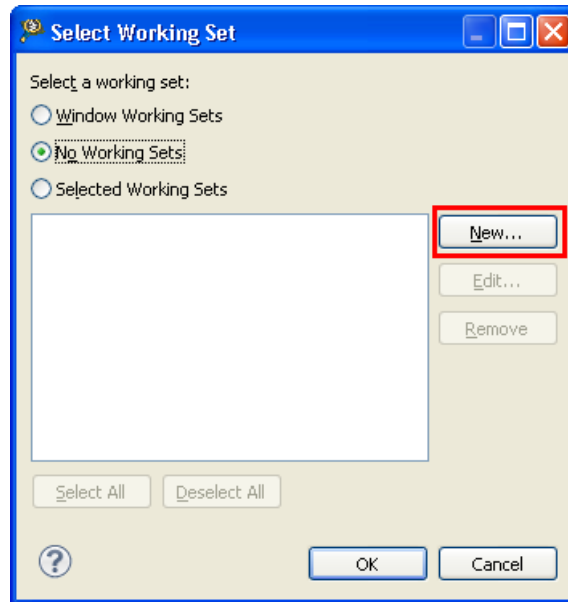 Select Working Set
Select a working set:
Window Working Sets
No Working Sets
Selected Working Sets
New...
Edit...
Remove
Select All Deselect All
? OK Cancel